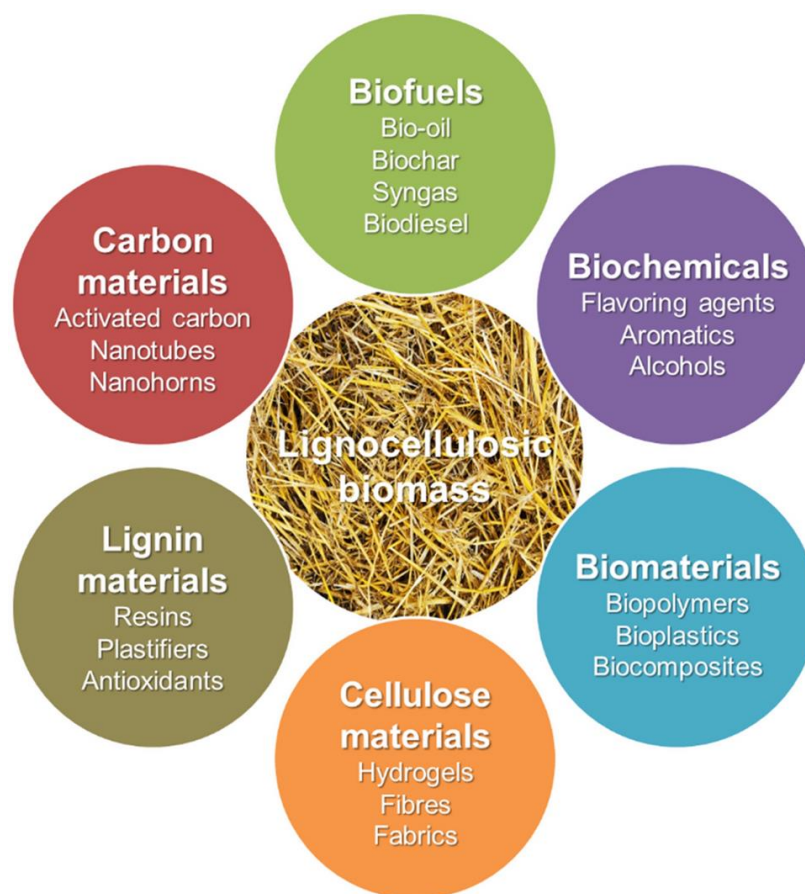 Biofuels
Bio-oil
Biochar
Syngas
Biodiesel
Carbon
materials
Activated carbon
Nanotubes
Nanohorns
Biochemicals
Flavoring agents
Aromatics
Alcohols
Lignocellulosic
biomass
Lignin
materials
Resins
Plastifiers
Antioxidants
Biomaterials
Biopolymers
Bioplastics
Biocomposites
Cellulose
materials
Hydrogels
Fibres
Fabrics